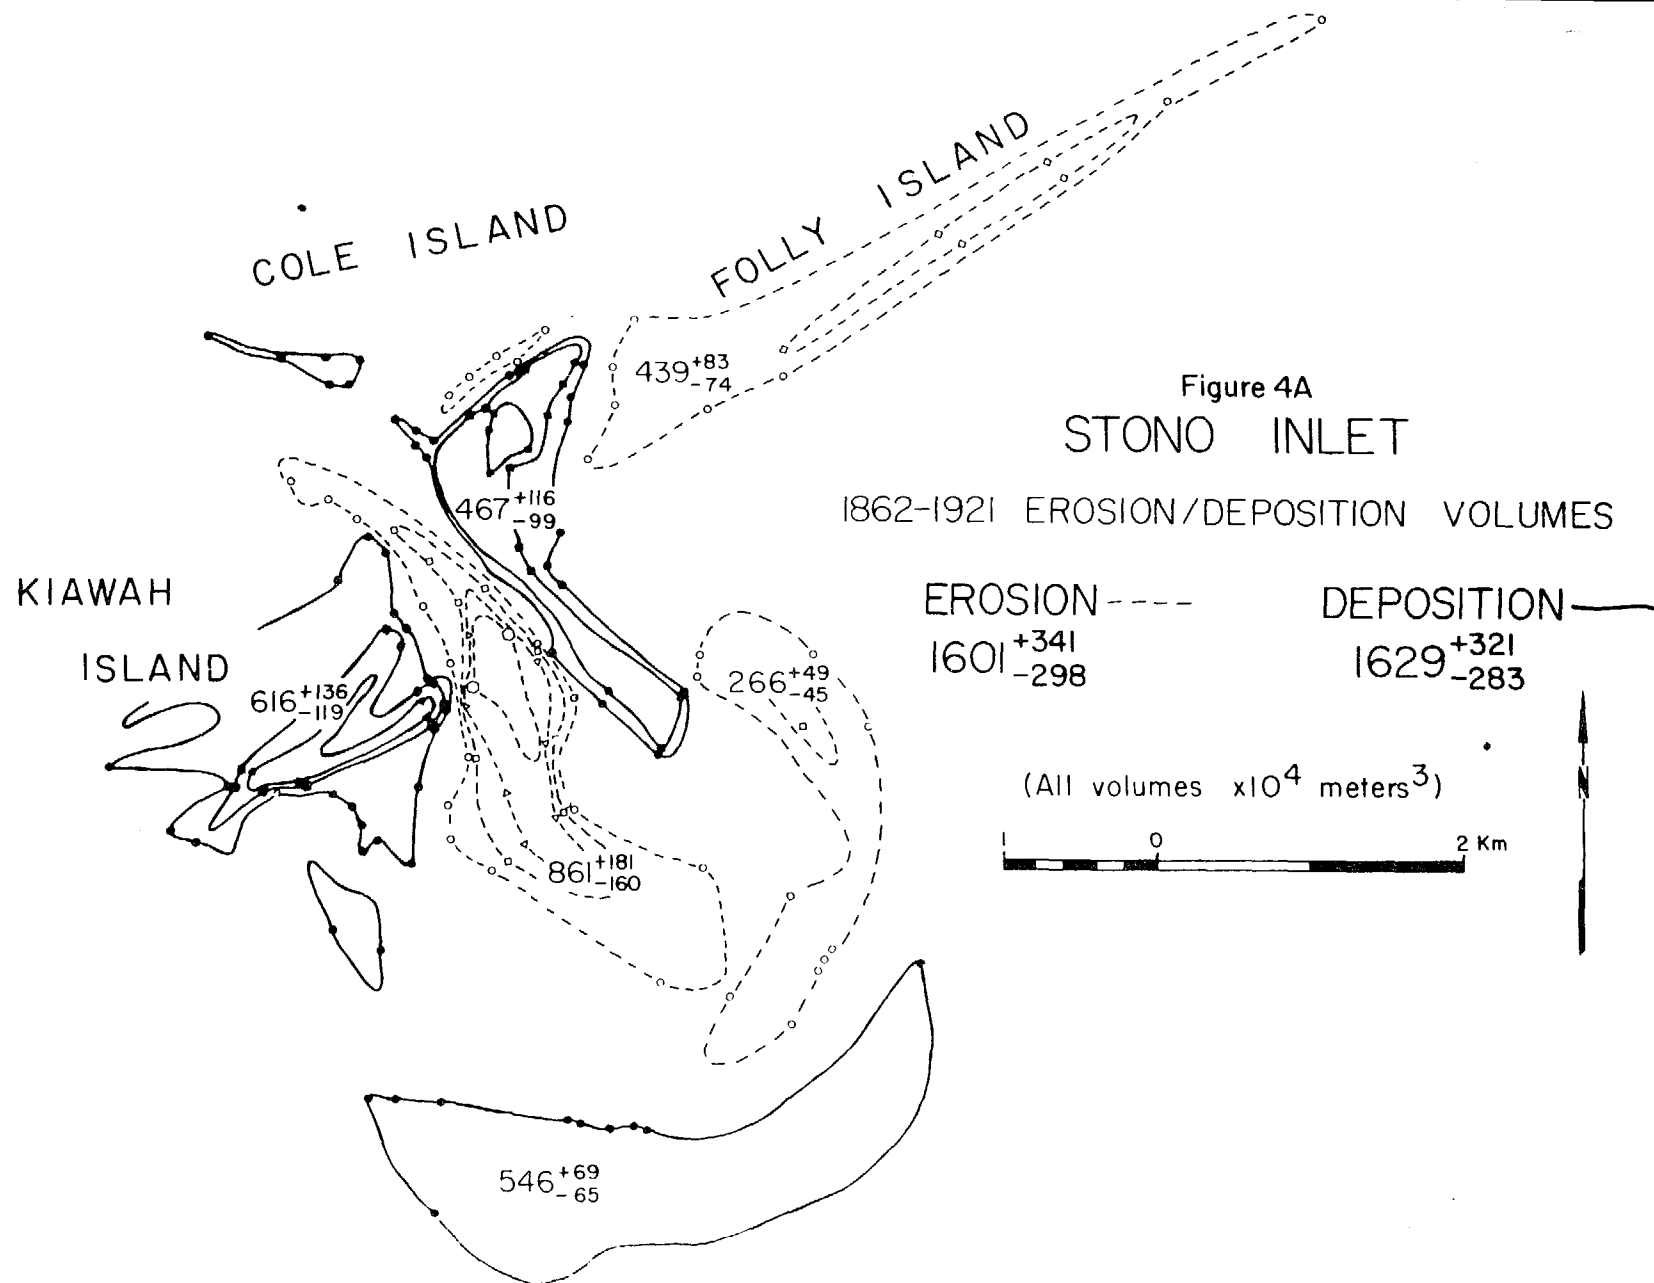 FOLLY ISLAND
COLE ISLAND
439 +83 -74
Figure 4A
STONO INLET
467 +116 -99
1862-1921 EROSION/DEPOSITION VOLUMES
KIAWAH
ISLAND
EROSION ----
1601 +341 -298
DEPOSITION
1629 +321 -283
616 +136 -119
266 +49 -45
(All volumes x10⁴ meters³)
N
1 0 2 Km
861 +181 -160
546 +69 -65